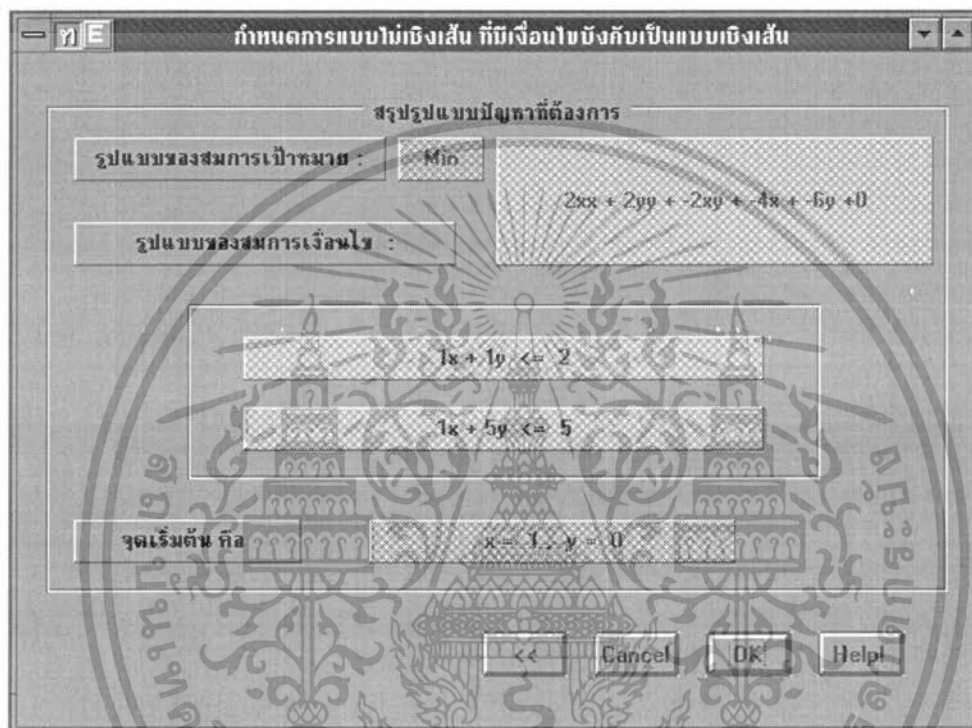 ท E กำหนดการแบบไม่เชิงเส้น ที่มีเงื่อนไขบังคับเป็นแบบเชิงเส้น
สรุปรูปแบบปัญหาที่ต้องการ
รูปแบบของสมการเป้าหมาย : Min
2xx + 2yy + -2xy + -4x + -6y +0
รูปแบบของสมการเงื่อนไข :
1x + 1y <= 2
1x + 5y <= 5
จุดเริ่มต้น คือ x = 1 , y = 0
<< Cancel OK Help!